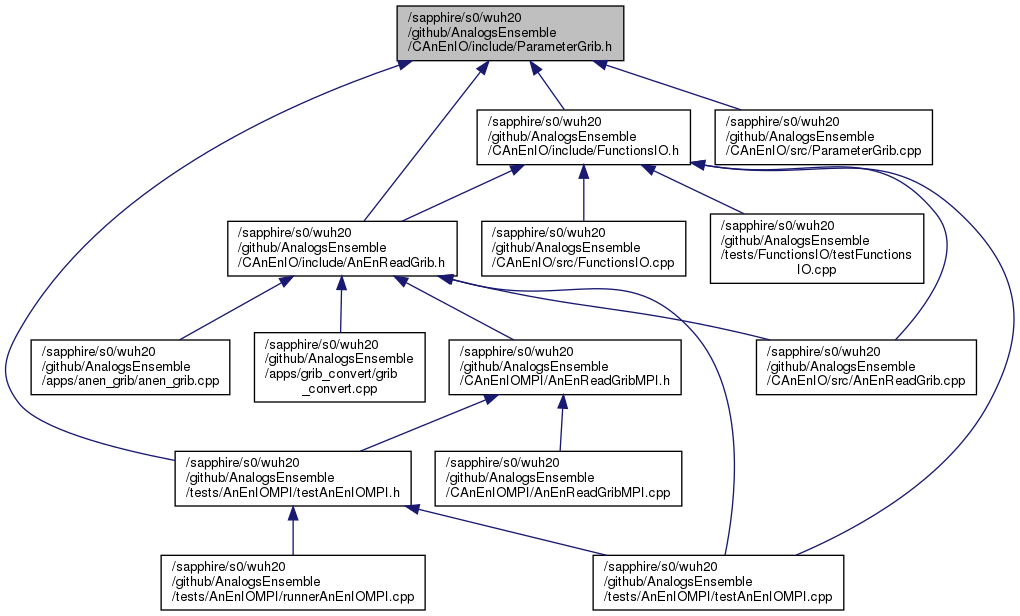 /sapphire/s0/wuh20
/github/AnalogsEnsemble
/CAnEnIO/include/ParameterGrib.h
/sapphire/s0/wuh20
/github/AnalogsEnsemble
/CAnEnIO/include/FunctionsIO.h
/sapphire/s0/wuh20
/github/AnalogsEnsemble
/CAnEnIO/src/ParameterGrib.cpp
/sapphire/s0/wuh20
/github/AnalogsEnsemble
/CAnEnIO/include/AnEnReadGrib.h
/sapphire/s0/wuh20
/github/AnalogsEnsemble
/CAnEnIO/src/FunctionsIO.cpp
/sapphire/s0/wuh20
/github/AnalogsEnsemble
/tests/FunctionsIO/testFunctions
IO.cpp
/sapphire/s0/wuh20
/github/AnalogsEnsemble
/apps/anen_grib/anen_grib.cpp
/sapphire/s0/wuh20
/github/AnalogsEnsemble
/apps/grib_convert/grib
_convert.cpp
/sapphire/s0/wuh20
/github/AnalogsEnsemble
/CAnEnIOMPI/AnEnReadGribMPI.h
/sapphire/s0/wuh20
/github/AnalogsEnsemble
/CAnEnIO/src/AnEnReadGrib.cpp
/sapphire/s0/wuh20
/github/AnalogsEnsemble
/tests/AnEnIOMPI/testAnEnIOMPI.h
/sapphire/s0/wuh20
/github/AnalogsEnsemble
/CAnEnIOMPI/AnEnReadGribMPI.cpp
/sapphire/s0/wuh20
/github/AnalogsEnsemble
/tests/AnEnIOMPI/runnerAnEnIOMPI.cpp
/sapphire/s0/wuh20
/github/AnalogsEnsemble
/tests/AnEnIOMPI/testAnEnIOMPI.cpp